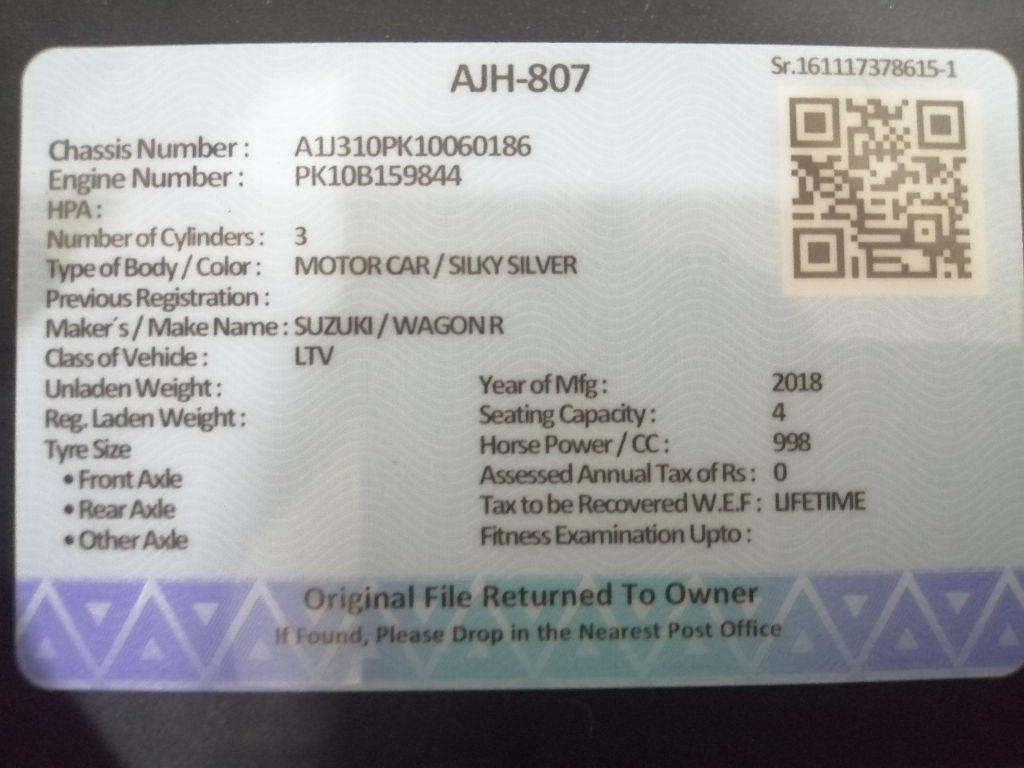 AJH-807
Sr.161117378615-1
Chassis Number : A1J310PK10060186
Engine Number : PK10B159844
HPA :
Number of Cylinders : 3
Type of Body / Color : MOTOR CAR / SILKY SILVER
Previous Registration :
Maker´s / Make Name : SUZUKI / WAGON R
Class of Vehicle : LTV
Unladen Weight : Year of Mfg : 2018
Reg. Laden Weight : Seating Capacity : 4
Tyre Size Horse Power / CC : 998
• Front Axle Assessed Annual Tax of Rs : 0
• Rear Axle Tax to be Recovered W.E.F : LIFETIME
• Other Axle Fitness Examination Upto :
Original File Returned To Owner
If Found, Please Drop in the Nearest Post Office